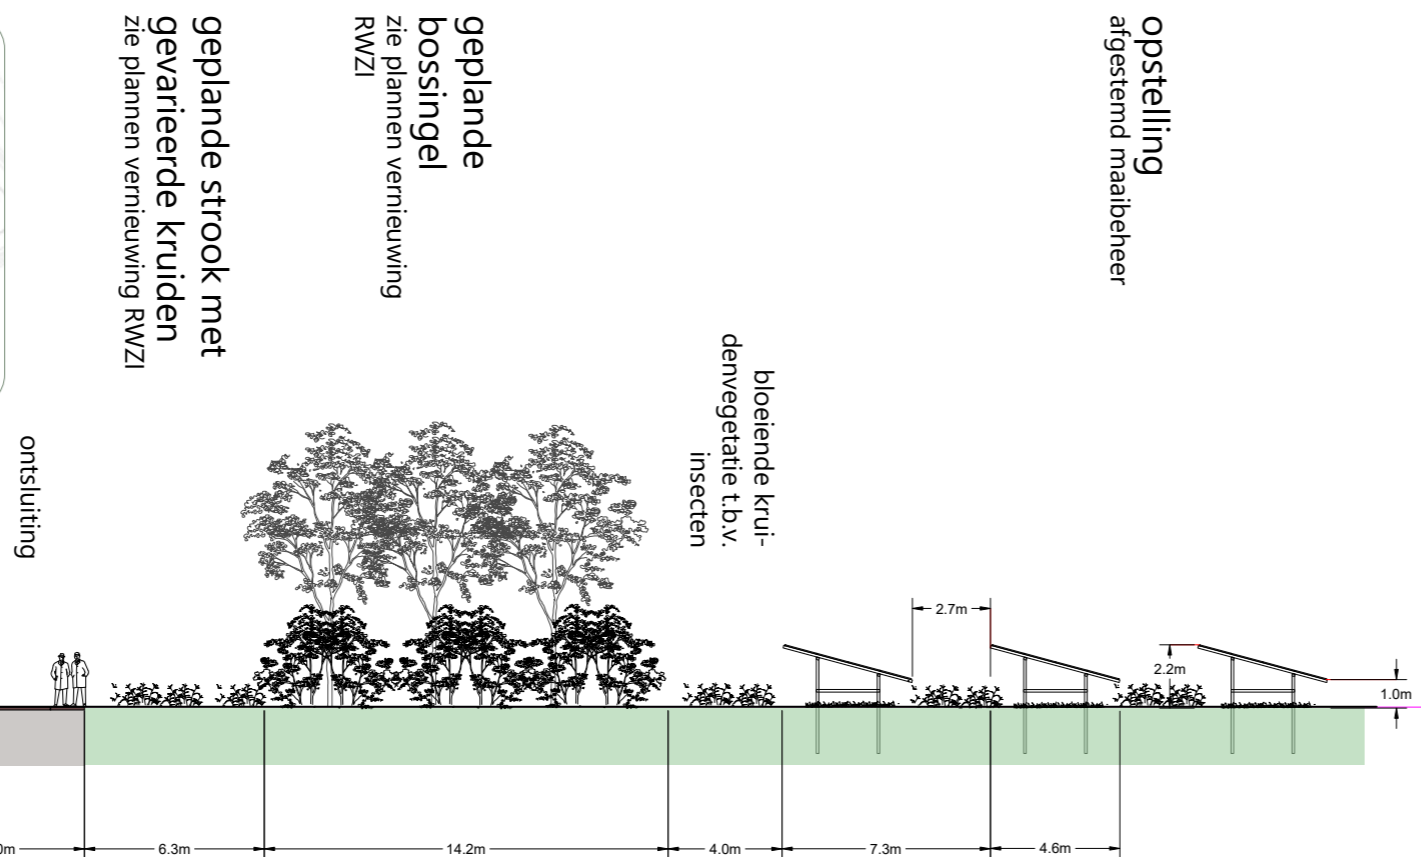 geplande strook met
gevarieerde kruiden
zie plannen vernieuwing RWZI
geplande
bossingel
zie plannen vernieuwing
RWZI
opstelling
afgestemd maaibeheer
bloeiende krui-
denvegetatie t.b.v.
insecten
ontsluiting
2.7m
2.2m
1.0m
0m
6.3m
14.2m
4.0m
7.3m
4.6m